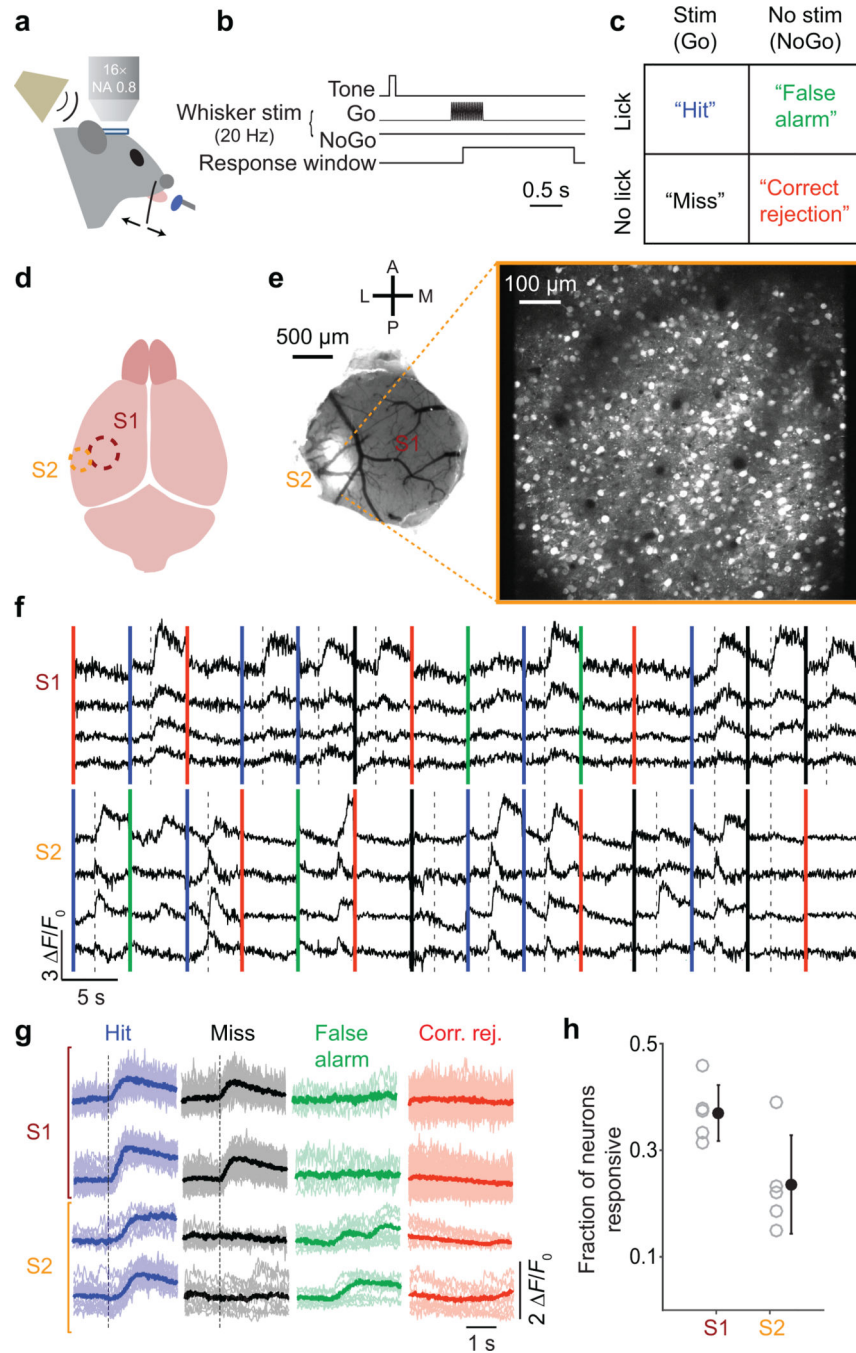 a
16×
NA 0.8
b
Tone
Whisker stim
(20 Hz)
Go
NoGo
Response window
0.5 s
c
Stim
(Go)
No stim
(NoGo)
Lick
No lick
“Hit”
“False
alarm”
“Miss”
“Correct
rejection”
d
S1
S2
e
A
L
M
P
500 µm
S1
S2
100 µm
f
S1
S2
3 ΔF/F0
5 s
g
Hit
Miss
False
alarm
Corr. rej.
S1
S2
2 ΔF/F0
1 s
h
Fraction of neurons
responsive
0.5
0.3
0.1
S1
S2